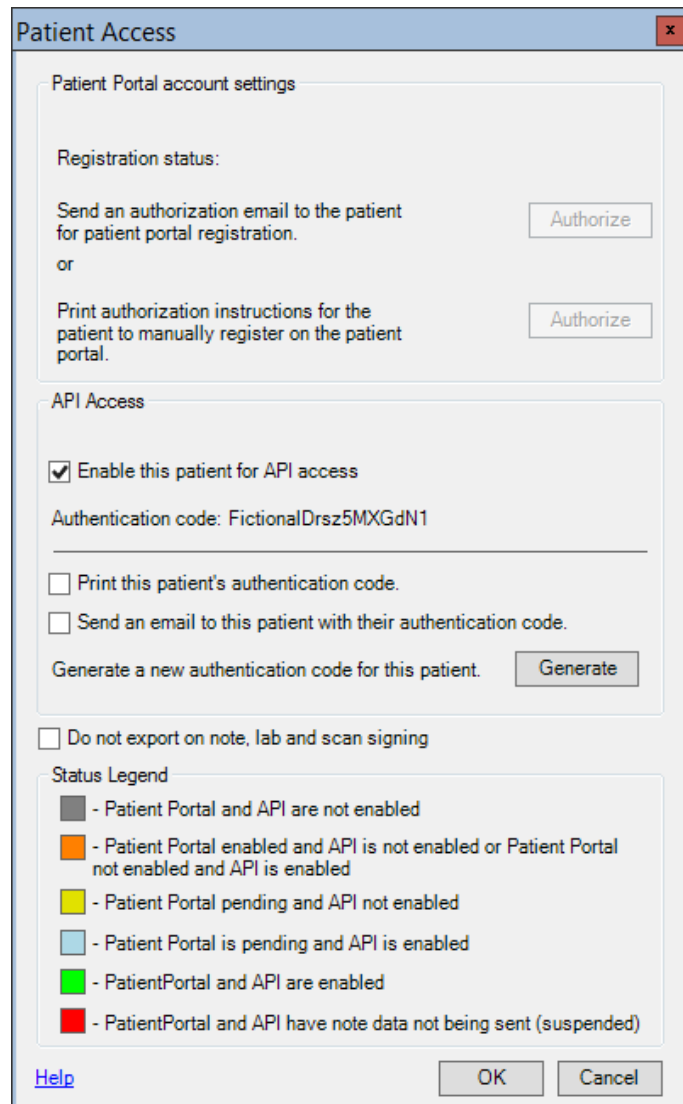 Patient Access
x
Patient Portal account settings
Registration status:
Send an authorization email to the patient
for patient portal registration.
Authorize
or
Print authorization instructions for the
patient to manually register on the patient
portal.
Authorize
API Access
Enable this patient for API access
Authentication code: FictionalDrsz5MXGdN1
Print this patient's authentication code.
Send an email to this patient with their authentication code.
Generate a new authentication code for this patient.
Generate
Do not export on note, lab and scan signing
Status Legend
- Patient Portal and API are not enabled
- Patient Portal enabled and API is not enabled or Patient Portal
not enabled and API is enabled
- Patient Portal pending and API not enabled
- Patient Portal is pending and API is enabled
- PatientPortal and API are enabled
- PatientPortal and API have note data not being sent (suspended)
Help
OK
Cancel